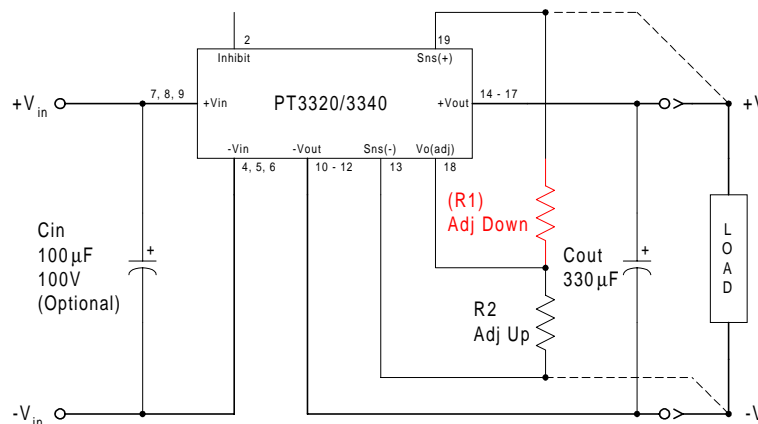 2
19
Inhibit
Sns(+)
7, 8, 9
14 - 17
+Vin
+Vin
PT3320/3340
+Vout
+V
-Vin
-Vout
Sns(-)
Vo(adj)
4, 5, 6
10 - 12
13
18
(R1)
Adj Down
Cin
100µF
100V
(Optional)
+
Cout
330µF
+
LOAD
R2
Adj Up
-Vin
-V